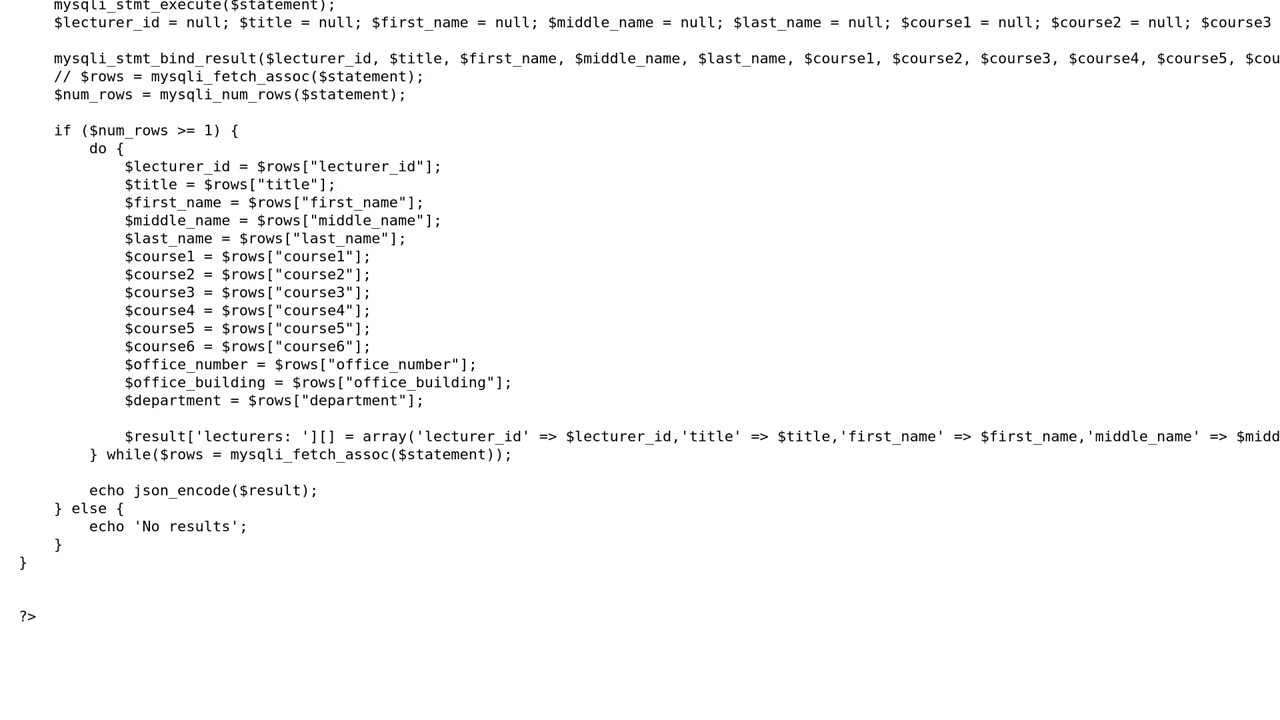 mysqli_stmt_execute($statement);
$lecturer_id = null; $title = null; $first_name = null; $middle_name = null; $last_name = null; $course1 = null; $course2 = null; $course3
mysqli_stmt_bind_result($lecturer_id, $title, $first_name, $middle_name, $last_name, $course1, $course2, $course3, $course4, $course5, $cou
// $rows = mysqli_fetch_assoc($statement);
$num_rows = mysqli_num_rows($statement);
if ($num_rows >= 1) {
do {
$lecturer_id = $rows["lecturer_id"];
$title = $rows["title"];
$first_name = $rows["first_name"];
$middle_name = $rows["middle_name"];
$last_name = $rows["last_name"];
$course1 = $rows["course1"];
$course2 = $rows["course2"];
$course3 = $rows["course3"];
$course4 = $rows["course4"];
$course5 = $rows["course5"];
$course6 = $rows["course6"];
$office_number = $rows["office_number"];
$office_building = $rows["office_building"];
$department = $rows["department"];
$result['lecturers: '][] = array('lecturer_id' => $lecturer_id,'title' => $title,'first_name' => $first_name,'middle_name' => $midd
} while($rows = mysqli_fetch_assoc($statement));
echo json_encode($result);
} else {
echo 'No results';
}
}
?>